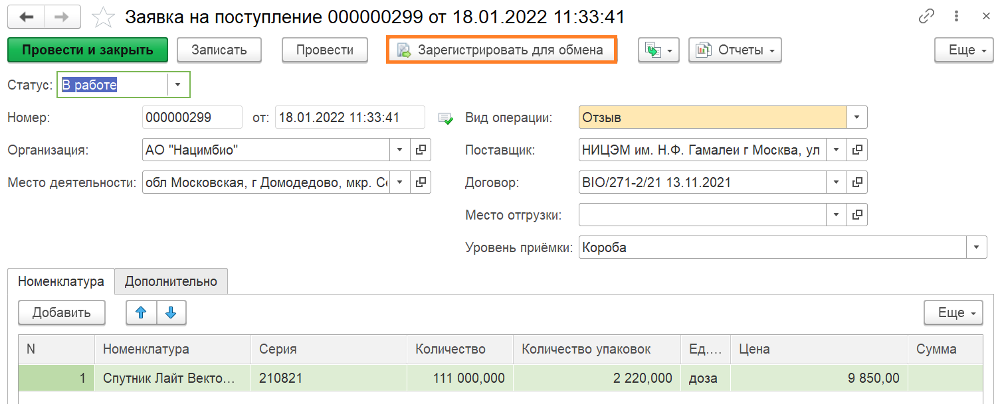 Заявка на поступление 000000299 от 18.01.2022 11:33:41
Провести и закрыть Записать Провести Зарегистрировать для обмена Отчеты Еще
Статус: В работе
Номер: 000000299 от: 18.01.2022 11:33:41 Вид операции: Отзыв
Организация: АО "Нацимбио" Поставщик: НИЦЭМ им. Н.Ф. Гамалеи г Москва, ул
Место деятельности: обл Московская, г Домодедово, мкр. Се Договор: BIO/271-2/21 13.11.2021
Место отгрузки:
Уровень приёмки: Короба
Номенклатура Дополнительно
Добавить Еще
N Номенклатура Серия Количество Количество упаковок Ед.... Цена Сумма
1 Спутник Лайт Векто... 210821 111 000,000 2 220,000 доза 9 850,00